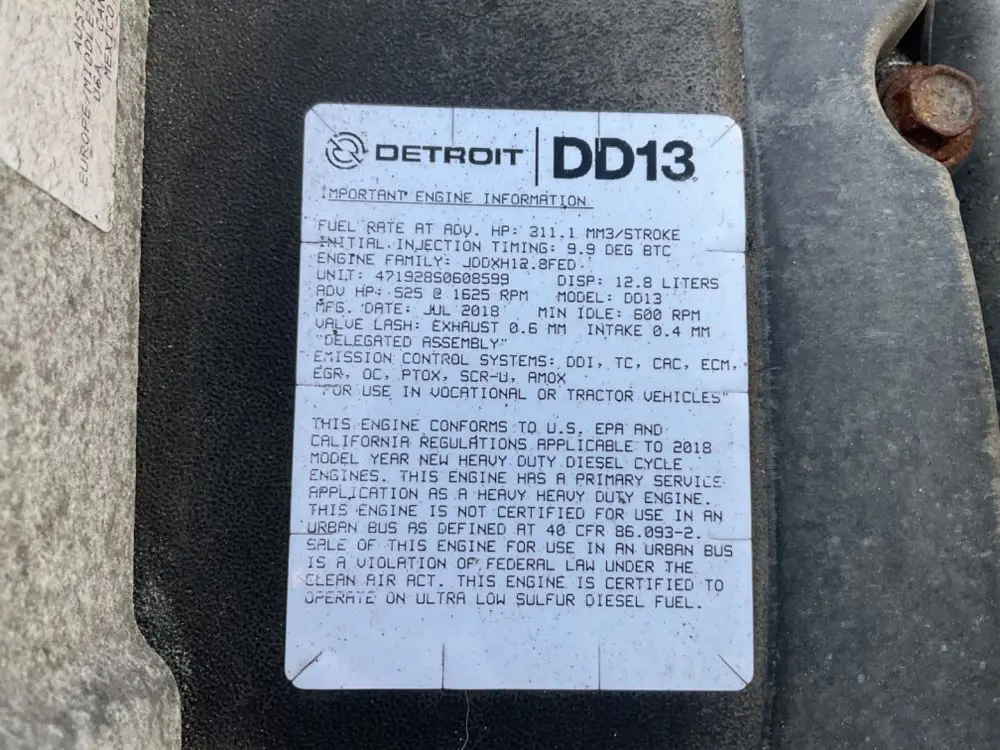 EUROPE-MIDDLE
USA / CAN
MEXICO
DETROIT DD13
IMPORTANT ENGINE INFORMATION
FUEL RATE AT ADV. HP: 311.1 MM3/STROKE
INITIAL INJECTION TIMING: 9.9 DEG BTC
ENGINE FAMILY: JDDXH12.8FED
UNIT: 471928S0608599 DISP: 12.8 LITERS
ADV HP: 525 @ 1625 RPM MODEL: DD13
MFG. DATE: JUL 2018 MIN IDLE: 600 RPM
VALVE LASH: EXHAUST 0.6 MM INTAKE 0.4 MM
"DELEGATED ASSEMBLY"
EMISSION CONTROL SYSTEMS: DDI, TC, CAC, ECM,
EGR, OC, PTOX, SCR-U, AMOX
"FOR USE IN VOCATIONAL OR TRACTOR VEHICLES"
THIS ENGINE CONFORMS TO U.S. EPA AND
CALIFORNIA REGULATIONS APPLICABLE TO 2018
MODEL YEAR NEW HEAVY DUTY DIESEL CYCLE
ENGINES. THIS ENGINE HAS A PRIMARY SERVICE
APPLICATION AS A HEAVY HEAVY DUTY ENGINE.
THIS ENGINE IS NOT CERTIFIED FOR USE IN AN
URBAN BUS AS DEFINED AT 40 CFR 86.093-2.
SALE OF THIS ENGINE FOR USE IN AN URBAN BUS
IS A VIOLATION OF FEDERAL LAW UNDER THE
CLEAN AIR ACT. THIS ENGINE IS CERTIFIED TO
OPERATE ON ULTRA LOW SULFUR DIESEL FUEL.